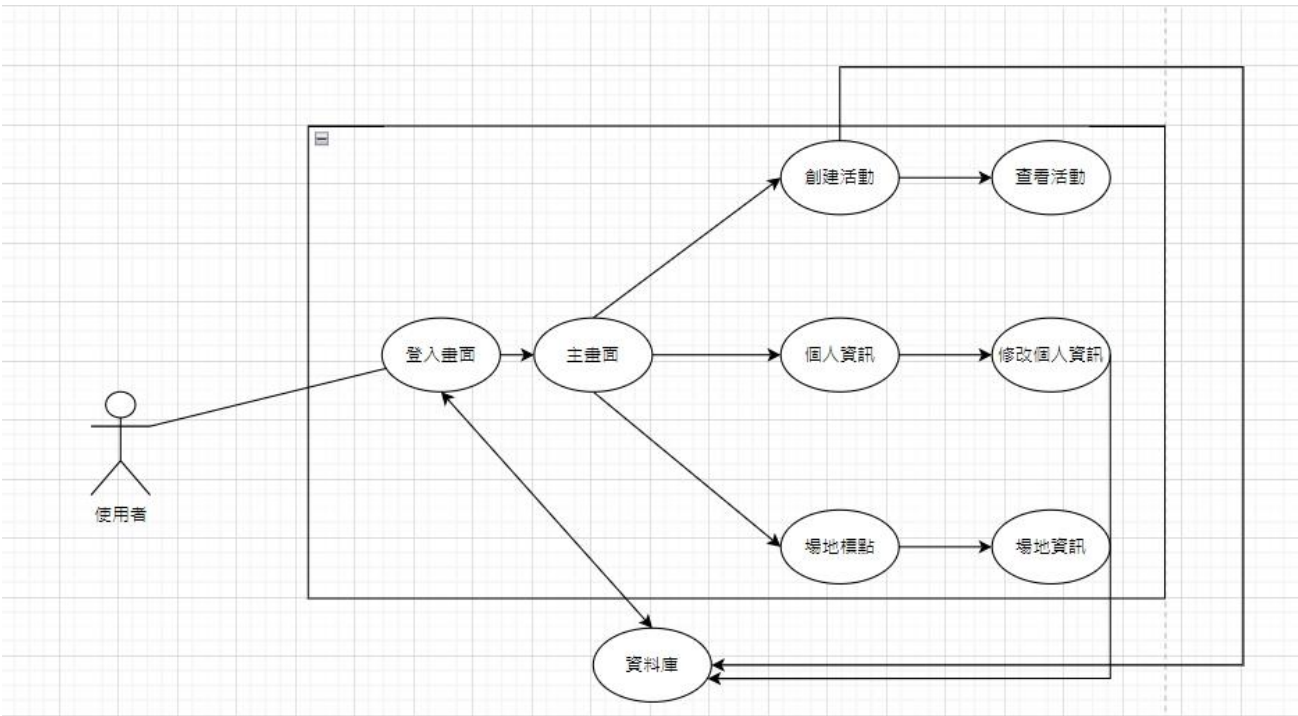 創建活動
查看活動
登入畫面
主畫面
個人資訊
修改個人資訊
使用者
場地標點
場地資訊
資料庫